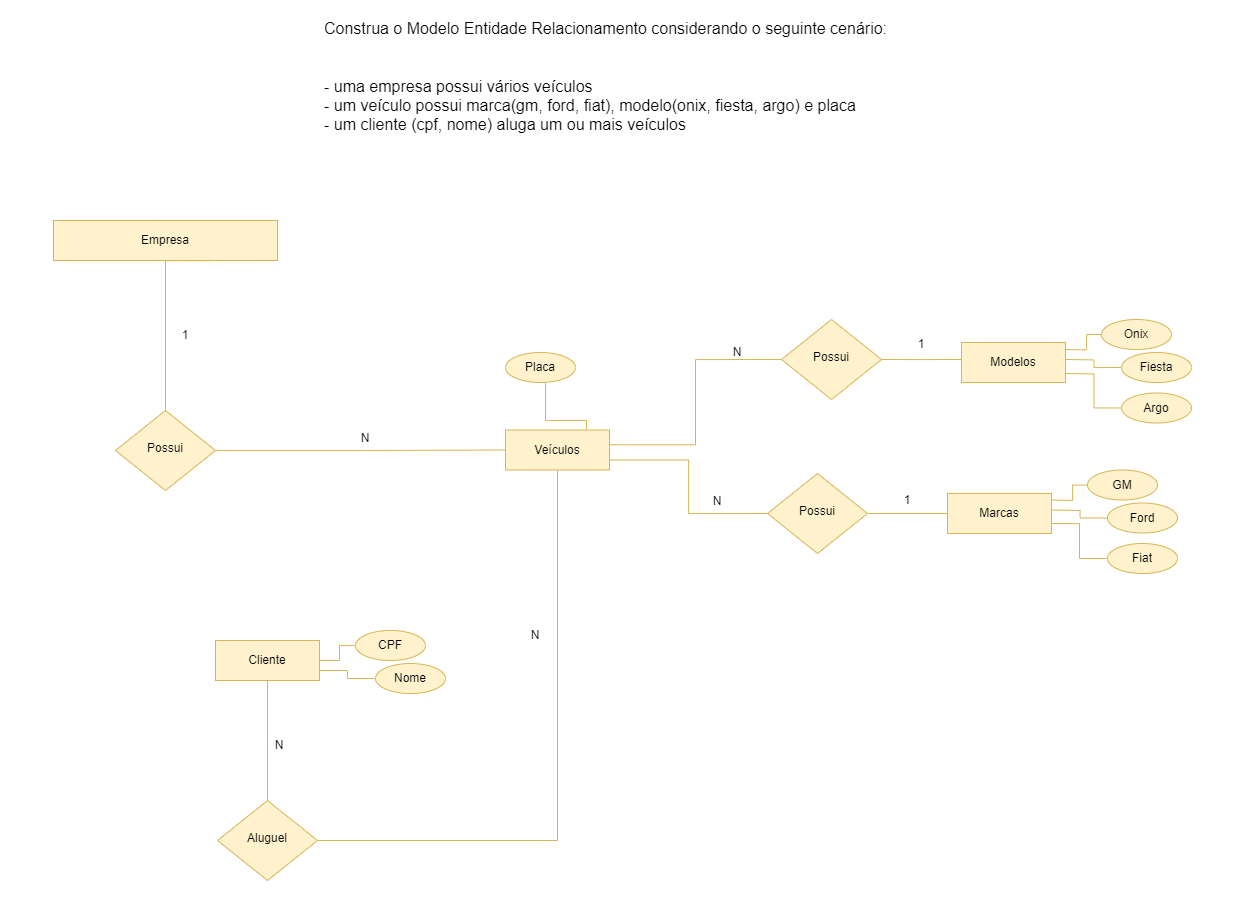 Construa o Modelo Entidade Relacionamento considerando o seguinte cenário:
- uma empresa possui vários veículos
- um veículo possui marca(gm, ford, fiat), modelo(onix, fiesta, argo) e placa
- um cliente (cpf, nome) aluga um ou mais veículos
Empresa
1
Possui
N
Placa
Veículos
N
Possui
1
Modelos
Onix
Fiesta
Argo
N
Possui
1
Marcas
GM
Ford
Fiat
N
Cliente
CPF
Nome
N
Aluguel